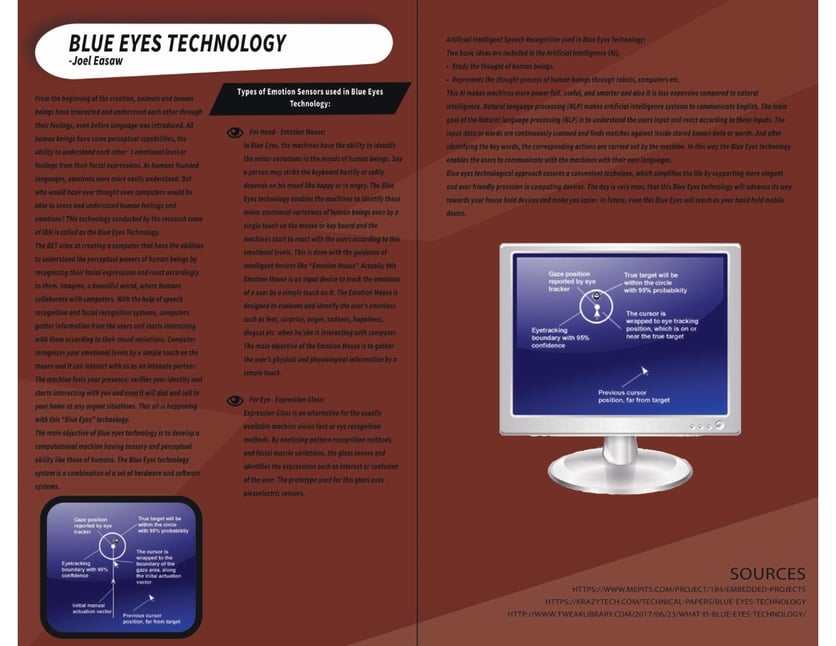 BLUE EYES TECHNOLOGY
-Joel Easaw
From the beginning of the creation, animals and human
beings have interacted and understood each other through
their feelings, even before language was introduced. All
human beings have some perceptual capabilities, the
ability to understand each other`s emotional level or
feelings from their facial expressions. As humans founded
languages, emotions were more easily understood. But
who would have ever thought even computers would be
able to sense and understand human feelings and
emotions? This technology conducted by the research team
of IBM is called as the Blue Eyes Technology.
The BET aims at creating a computer that have the abilities
to understand the perceptual powers of human beings by
recognizing their facial expressions and react accordingly
to them. Imagine, a beautiful world, where humans
collaborate with computers. With the help of speech
recognition and facial recognition systems, computers
gather information from the users and starts interacting
with them according to their mood variations. Computer
recognizes your emotional levels by a simple touch on the
mouse and it can interact with us as an intimate partner.
The machine feels your presence; verifies your identity and
starts interacting with you and even it will dial and call to
your home at any urgent situations. This all is happening
with this "Blue Eyes" technology.
The main objective of Blue eyes technology is to develop a
computational machine having sensory and perceptual
ability like those of humans. The Blue Eyes technology
system is a combination of a set of hardware and software
systems.
Gaze position
reported by eye
tracker
True target will be
within the circle
with 95% probability
Eyetracking
boundary with 95%
confidence
The cursor is
wrapped to the
boundary of the
gaze area, along
the initial actuation
vector
Initial manual
actuation vector
Previous cursor
position, far from target
Types of Emotion Sensors used in Blue Eyes
Technology:
For Hand - Emotion Mouse:
In Blue Eye, the machines have the ability to identify
the minor variations in the moods of human beings. Say
a person may strike the keyboard hastily or softly
depends on his mood like happy or in angry. The Blue
Eyes technology enables the machines to identify these
minor emotional variations of human beings even by a
single touch on the mouse or key board and the
machines start to react with the users according to this
emotional levels. This is done with the guidance of
intelligent devices like "Emotion Mouse". Actually this
Emotion Mouse is an input device to track the emotions
of a user by a simple touch on it. The Emotion Mouse is
designed to evaluate and identify the user's emotions
such as fear, surprise, anger, sadness, happiness,
disgust etc. when he/she is interacting with computer.
The main objective of the Emotion Mouse is to gather
the user's physical and physiological information by a
simple touch.
For Eye - Expression Glass:
Expression Glass is an alternative for the usually
available machine vision face or eye recognition
methods. By analysing pattern recognition methods
and facial muscle variations, the glass senses and
identifies the expressions such as interest or confusion
of the user. The prototype used for this glass uses
piezoelectric sensors.
Artificial Intelligent Speech Recognition used in Blue Eyes Technology:
Two basic ideas are included in the Artificial intelligence (AI),
• Study the thought of human beings.
• Represents the thought process of human beings through robots, computers etc.
This AI makes machines more power full, useful, and smarter and also it is less expensive compared to natural
intelligence. Natural language processing (NLP) makes artificial intelligence systems to communicate English. The main
goal of the Natural language processing (NLP) is to understand the users input and react according to these inputs. The
input data or words are continuously scanned and finds matches against inside stored known data or words. And after
identifying the key words, the corresponding actions are carried out by the machine. In this way the Blue Eyes technology
enables the users to communicate with the machines with their own languages.
Blue eyes technological approach assures a convenient technique, which simplifies the life by supporting more elegant
and user friendly provision in computing devices. The day is very near, that this Blue Eyes technology will advance its way
towards your house hold devices and make you lazier. In future, even this Blue Eyes will reach as your hand held mobile
device.
Gaze position
reported by eye
tracker
True target will be
within the circle
with 95% probability
Eyetracking
boundary with 95%
confidence
The cursor is
wrapped to eye tracking
position, which is on or
near the true target
Previous cursor
position, far from target
SOURCES
HTTPS://WWW.MEPITS.COM/PROJECT/184/EMBEDDED-PROJECTS
HTTPS://KRAZYTECH.COM/TECHNICAL-PAPERS/BLUE-EYES-TECHNOLOGY
HTTP://WWW.TWEAKLIBRARY.COM/2017/06/23/WHAT-IS-BLUE-EYES-TECHNOLOGY/